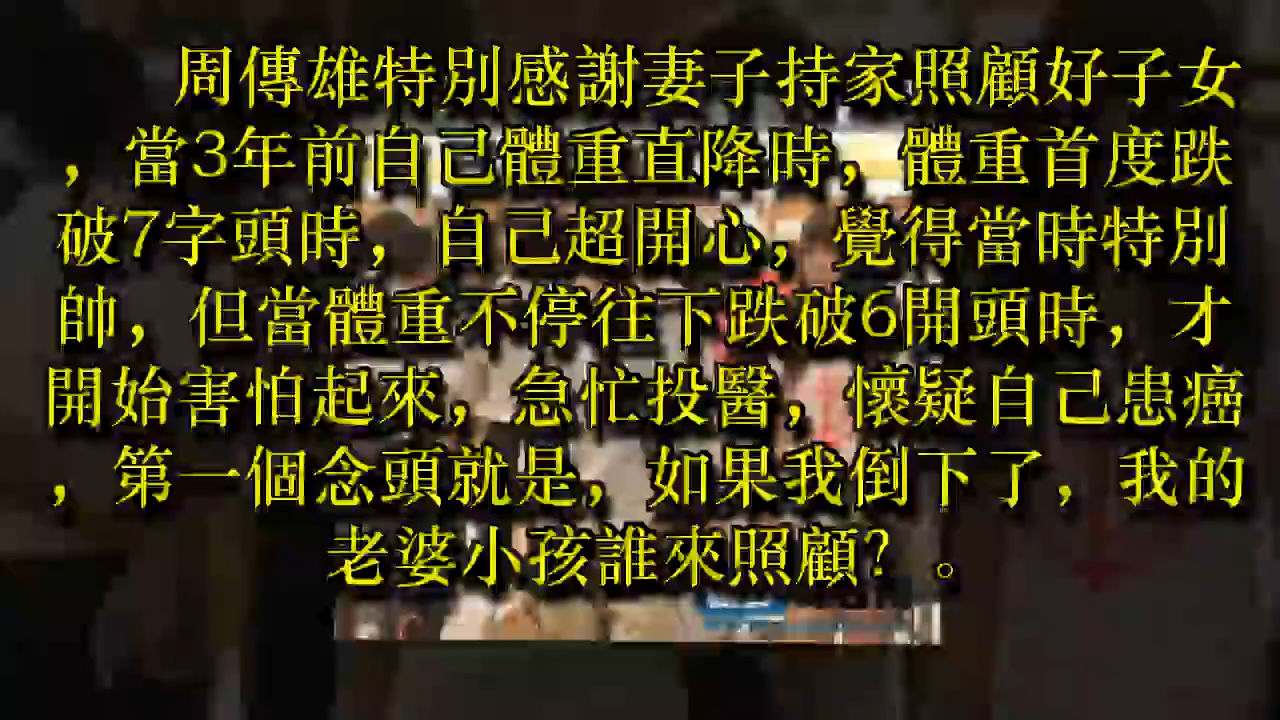 周傳雄特別感謝妻子持家照顧好子女
，當3年前自己體重直降時，體重首度跌
破7字頭時，自己超開心，覺得當時特別
帥，但當體重不停往下跌破6開頭時，才
開始害怕起來，急忙投醫，懷疑自己患癌
，第一個念頭就是，如果我倒下了，我的
老婆小孩誰來照顧？。